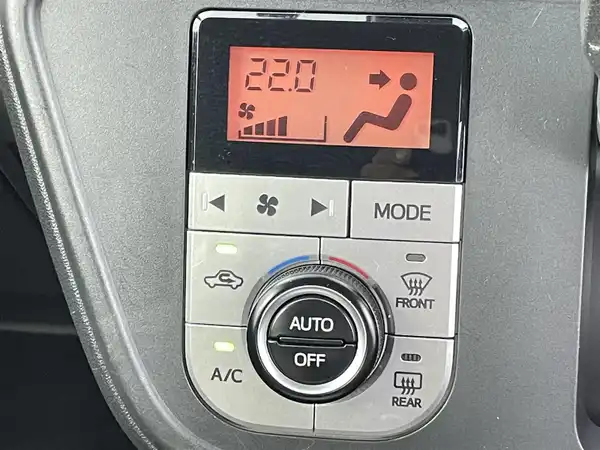 22.0
MODE
FRONT
AUTO
OFF
A/C
REAR